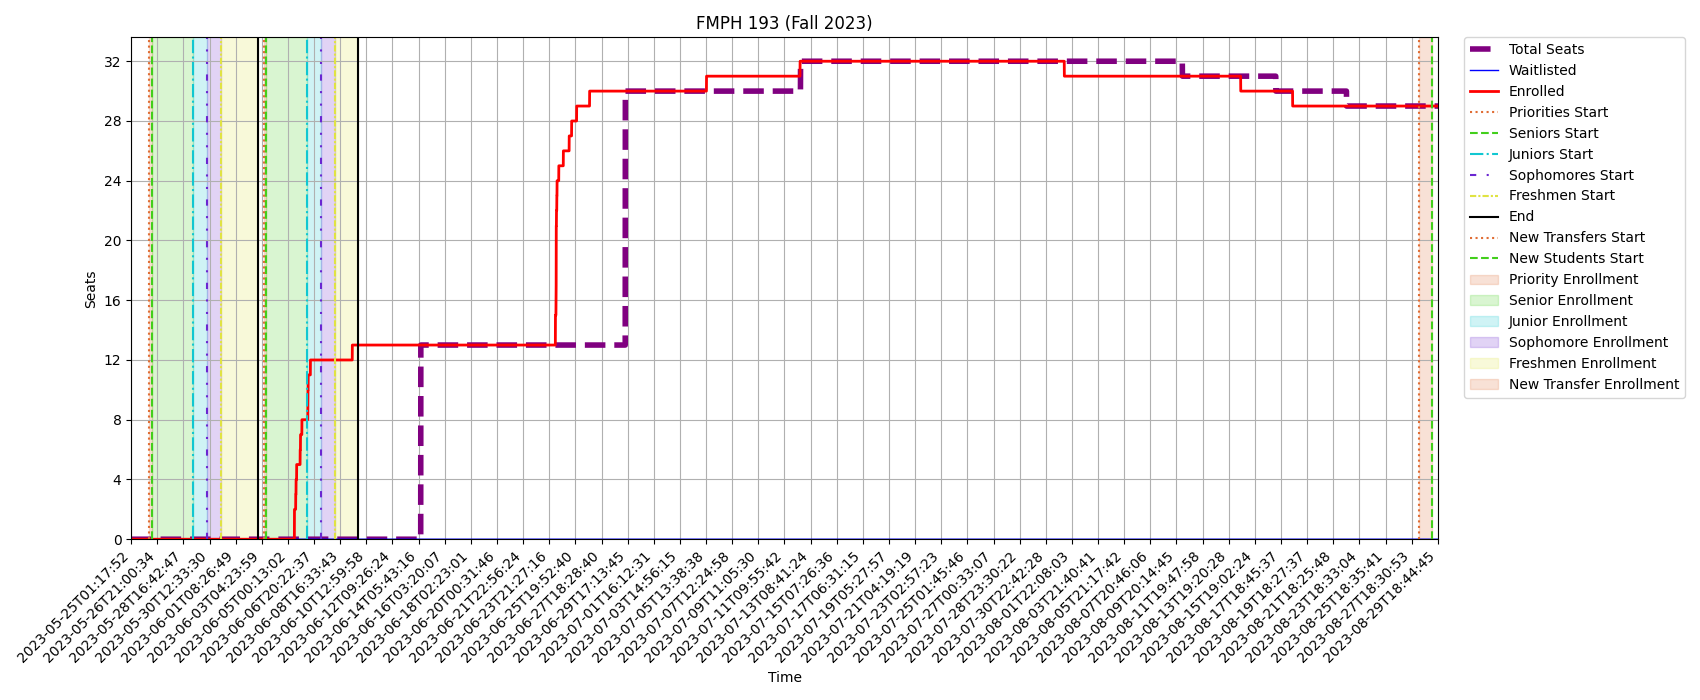 FMPH 193 (Fall 2023)
Seats
32
28
24
20
16
12
8
4
0
2023-05-25T01:17:52
2023-05-26T21:00:34
2023-05-28T16:42:47
2023-05-30T12:33:30
2023-06-01T08:26:49
2023-06-03T04:23:59
2023-06-05T00:13:02
2023-06-06T20:22:37
2023-06-08T16:33:43
2023-06-10T12:59:58
2023-06-12T09:26:24
2023-06-14T05:43:16
2023-06-16T03:20:07
2023-06-18T02:23:01
2023-06-20T00:31:46
2023-06-21T22:56:24
2023-06-23T21:27:16
2023-06-25T19:52:40
2023-06-27T18:28:40
2023-06-29T17:13:45
2023-07-01T16:12:31
2023-07-03T14:56:15
2023-07-05T13:38:38
2023-07-07T12:24:58
2023-07-09T11:05:30
2023-07-11T09:55:42
2023-07-13T08:41:24
2023-07-15T07:26:36
2023-07-17T06:31:15
2023-07-19T05:27:57
2023-07-21T04:19:19
2023-07-23T02:57:23
2023-07-25T01:45:46
2023-07-27T00:33:07
2023-07-28T23:30:22
2023-07-30T22:42:28
2023-08-01T22:08:03
2023-08-03T21:40:41
2023-08-05T21:17:42
2023-08-07T20:46:06
2023-08-09T20:14:45
2023-08-11T19:47:58
2023-08-13T19:20:28
2023-08-15T19:02:24
2023-08-17T18:45:37
2023-08-19T18:27:37
2023-08-21T18:25:48
2023-08-23T18:33:04
2023-08-25T18:35:41
2023-08-27T18:30:53
2023-08-29T18:44:45
Time
Total Seats
Waitlisted
Enrolled
Priorities Start
Seniors Start
Juniors Start
Sophomores Start
Freshmen Start
End
New Transfers Start
New Students Start
Priority Enrollment
Senior Enrollment
Junior Enrollment
Sophomore Enrollment
Freshmen Enrollment
New Transfer Enrollment